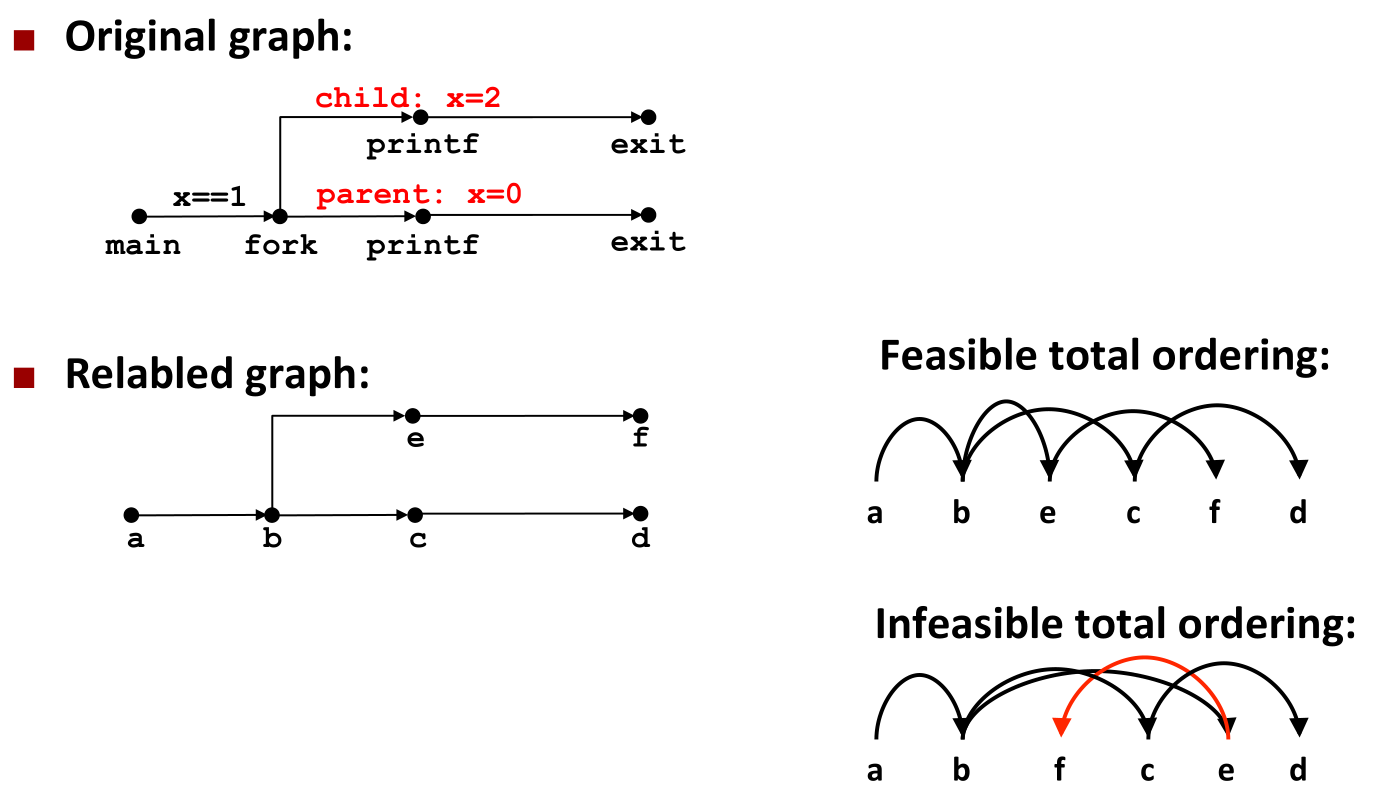 Original graph:
child: x=2
printf exit
x==1 parent: x=0
main fork printf exit
Relabled graph:
e f
a b c d
Feasible total ordering:
a b e c f d
Infeasible total ordering:
a b f c e d